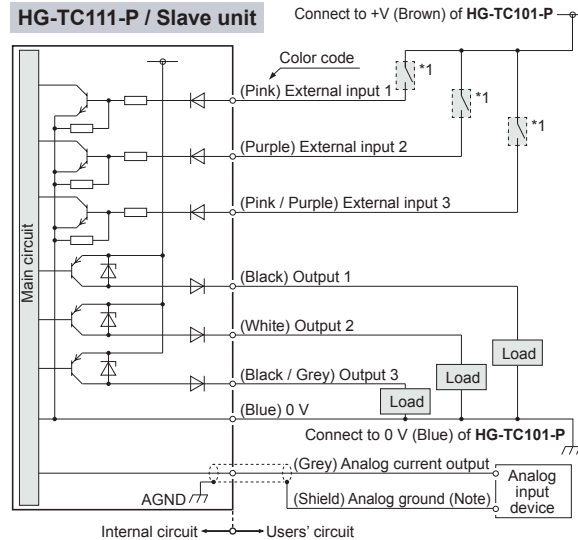 HG-TC111-P / Slave unit
Connect to +V (Brown) of HG-TC101-P
Color code
*1
(Pink) External input 1
*1
*1
(Purple) External input 2
(Pink / Purple) External input 3
Main circuit
(Black) Output 1
(White) Output 2
Load
Load
(Black / Grey) Output 3
Load
(Blue) 0 V
Connect to 0 V (Blue) of HG-TC101-P
(Grey) Analog current output
Analog
input
device
AGND
(Shield) Analog ground (Note)
Internal circuit
Users' circuit